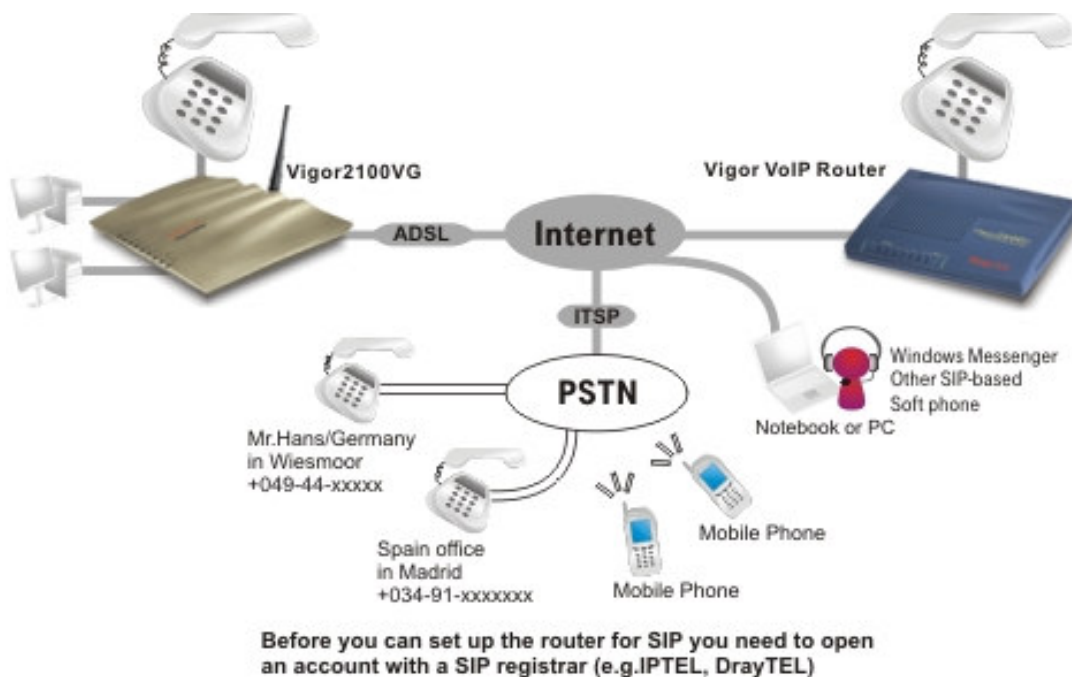 Vigor2100VG
Vigor VoIP Router
ADSL
Internet
ITSP
PSTN
Windows Messenger
Other SIP-based
Soft phone
Notebook or PC
Mr.Hans/Germany
in Wiesmoor
+049-44-xxxxx
Spain office
in Madrid
+034-91-xxxxxxx
Mobile Phone
Mobile Phone
Before you can set up the router for SIP you need to open
an account with a SIP registrar (e.g.IPTEL, DrayTEL)